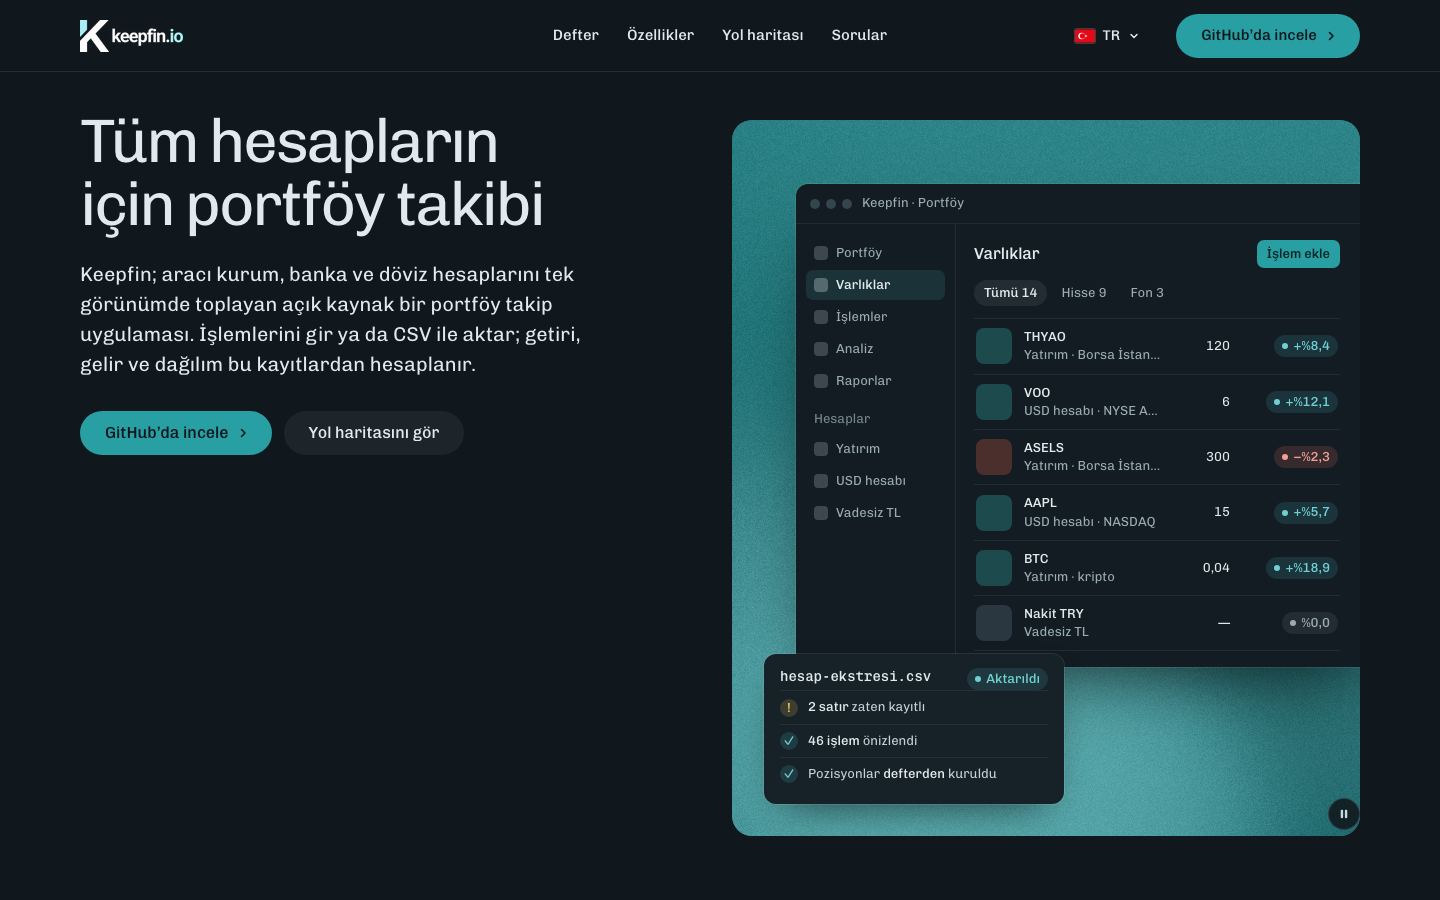 keepfin.io
Defter
Özellikler
Yol haritası
Sorular
TR
GitHub'da incele
Tüm hesapların
için portföy takibi
Keepfin; aracı kurum, banka ve döviz hesaplarını tek
görünümde toplayan açık kaynak bir portföy takip
uygulaması. İşlemlerini gir ya da CSV ile aktar; getiri,
gelir ve dağılım bu kayıtlardan hesaplanır.
GitHub'da incele
Yol haritasını gör
Keepfin · Portföy
Portföy
Varlıklar
İşlemler
Analiz
Raporlar
Hesaplar
Yatırım
USD hesabı
Vadesiz TL
Varlıklar
İşlem ekle
Tümü 14
Hisse 9
Fon 3
THYAO
Yatırım · Borsa İstan...
120
+%8,4
VOO
USD hesabı · NYSE A...
6
+%12,1
ASELS
Yatırım · Borsa İstan...
300
−%2,3
AAPL
USD hesabı · NASDAQ
15
+%5,7
BTC
Yatırım · kripto
0,04
+%18,9
Nakit TRY
Vadesiz TL
—
%0,0
hesap-ekstresi.csv
Aktarıldı
2 satır zaten kayıtlı
46 işlem önizlendi
Pozisyonlar defterden kuruldu